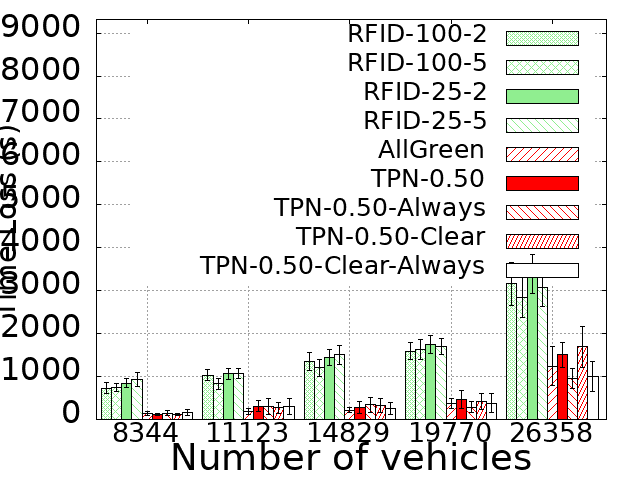 9000
8000
7000
6000
5000
4000
3000
2000
1000
0
Time Loss (s)
RFID-100-2
RFID-100-5
RFID-25-2
RFID-25-5
AllGreen
TPN-0.50
TPN-0.50-Always
TPN-0.50-Clear
TPN-0.50-Clear-Always
8344 11123 14829 19770 26358
Number of vehicles